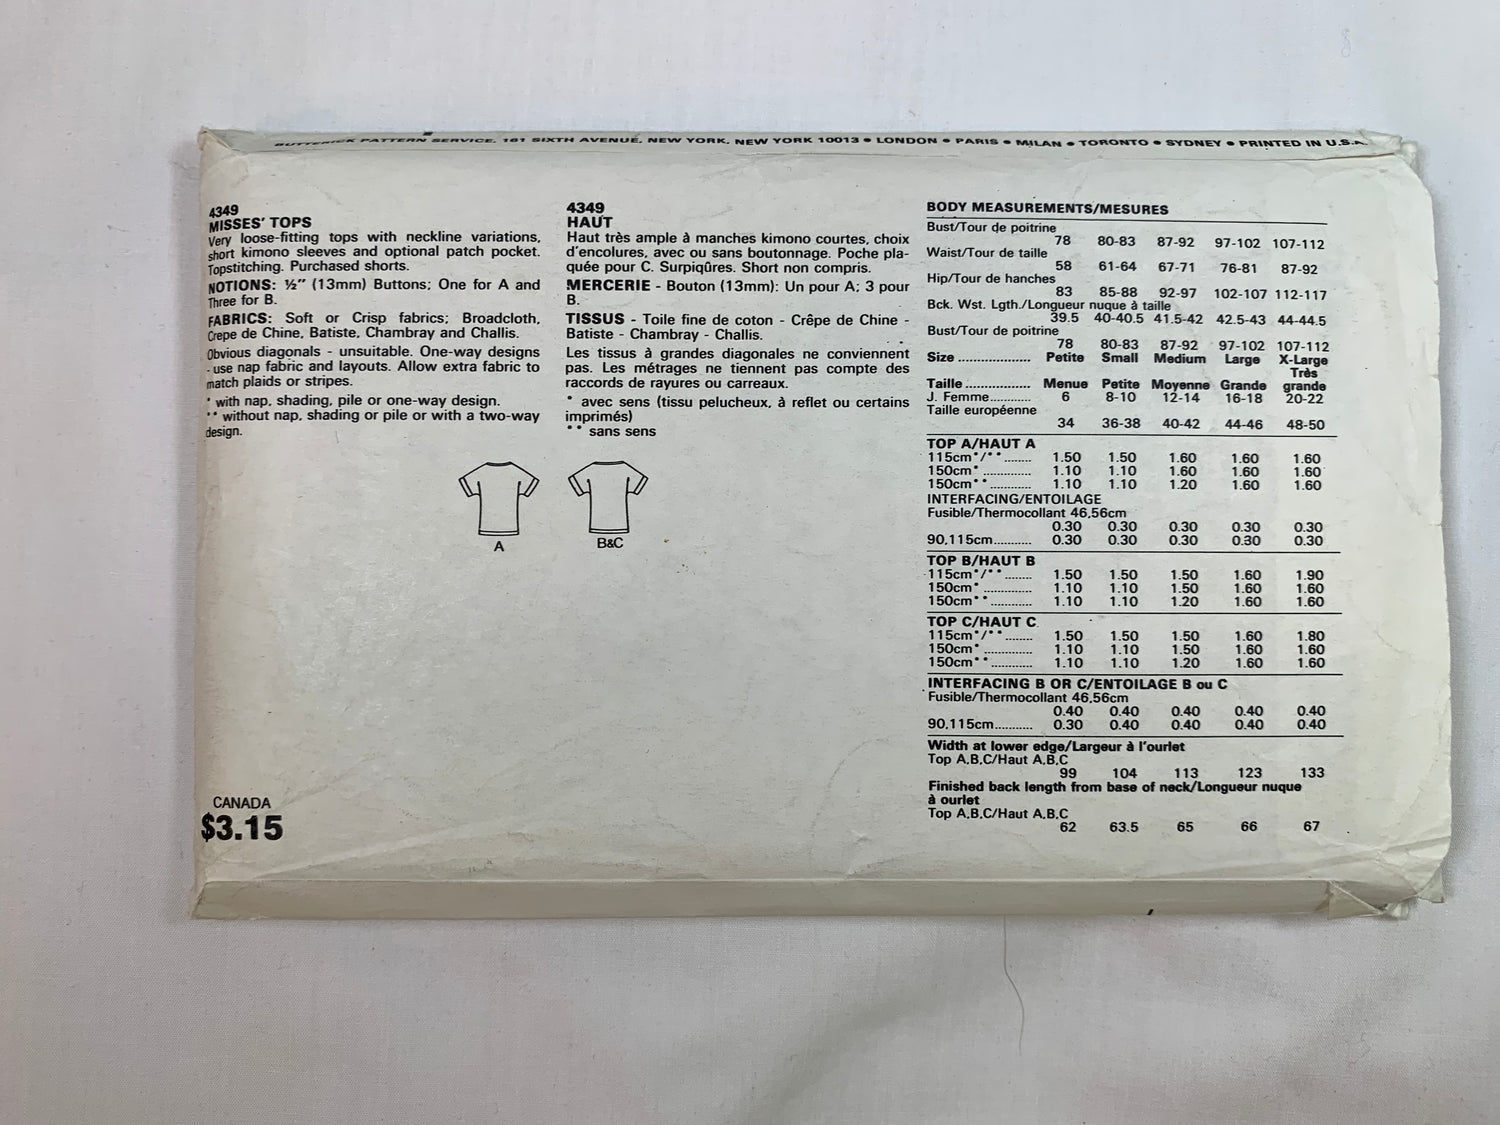 BUTTERICK PATTERN SERVICE, 161 SIXTH AVENUE, NEW YORK, NEW YORK 10013 • LONDON • PARIS • MILAN • TORONTO • SYDNEY • PRINTED IN U.S.A.
4349
MISSES' TOPS
Very loose-fitting tops with neckline variations,
short kimono sleeves and optional patch pocket.
Topstitching. Purchased shorts.
NOTIONS: ½" (13mm) Buttons; One for A and
Three for B.
FABRICS: Soft or Crisp fabrics; Broadcloth,
Crepe de Chine, Batiste, Chambray and Challis.
Obvious diagonals - unsuitable. One-way designs
- use nap fabric and layouts. Allow extra fabric to
match plaids or stripes.
* with nap, shading, pile or one-way design.
** without nap, shading or pile or with a two-way
design.
4349
HAUT
Haut très ample à manches kimono courtes, choix
d'encolures, avec ou sans boutonnage. Poche pla-
quée pour C. Surpiqûres. Short non compris.
MERCERIE - Bouton (13mm): Un pour A; 3 pour
B.
TISSUS - Toile fine de coton - Crêpe de Chine -
Batiste - Chambray - Challis.
Les tissus à grandes diagonales ne conviennent
pas. Les métrages ne tiennent pas compte des
raccords de rayures ou carreaux.
* avec sens (tissu pelucheux, à reflet ou certains
imprimés)
** sans sens
A
B&C
CANADA
$3.15
BODY MEASUREMENTS/MESURES
Bust/Tour de poitrine
78 80-83 87-92 97-102 107-112
Waist/Tour de taille
58 61-64 67-71 76-81 87-92
Hip/Tour de hanches
83 85-88 92-97 102-107 112-117
Bck. Wst. Lgth./Longueur nuque à taille
39.5 40-40.5 41.5-42 42.5-43 44-44.5
Bust/Tour de poitrine
78 80-83 87-92 97-102 107-112
Size ................... Petite Small Medium Large X-Large
Très
Taille ................. Menue Petite Moyenne Grande grande
J. Femme............ 6 8-10 12-14 16-18 20-22
Taille européenne
34 36-38 40-42 44-46 48-50
TOP A/HAUT A
115cm*/** ........ 1.50 1.50 1.60 1.60 1.60
150cm* .............. 1.10 1.10 1.60 1.60 1.60
150cm** ............ 1.10 1.10 1.20 1.60 1.60
INTERFACING/ENTOILAGE
Fusible/Thermocollant 46,56cm
0.30 0.30 0.30 0.30 0.30
90,115cm........... 0.30 0.30 0.30 0.30 0.30
TOP B/HAUT B
115cm*/** ........ 1.50 1.50 1.50 1.60 1.90
150cm* .............. 1.10 1.10 1.50 1.60 1.60
150cm** ............ 1.10 1.10 1.20 1.60 1.60
TOP C/HAUT C
115cm*/** ........ 1.50 1.50 1.50 1.60 1.80
150cm* .............. 1.10 1.10 1.50 1.60 1.60
150cm** ............ 1.10 1.10 1.20 1.60 1.60
INTERFACING B OR C/ENTOILAGE B ou C
Fusible/Thermocollant 46,56cm
0.40 0.40 0.40 0.40 0.40
90,115cm........... 0.30 0.40 0.40 0.40 0.40
Width at lower edge/Largeur à l'ourlet
Top A,B,C/Haut A,B,C
99 104 113 123 133
Finished back length from base of neck/Longueur nuque
à ourlet
Top A,B,C/Haut A,B,C
62 63.5 65 66 67